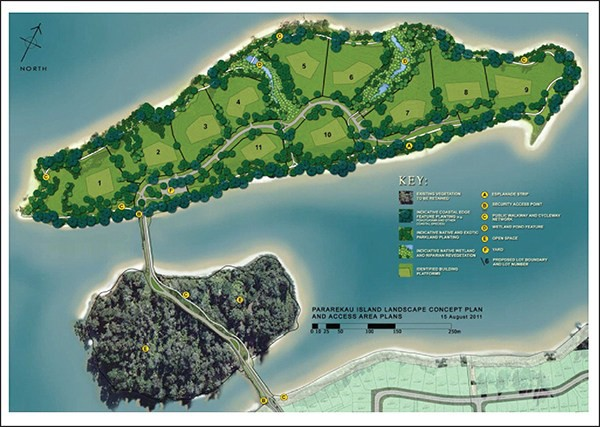 NORTH
1
2
3
4
5
6
7
8
9
10
11
KEY:
EXISTING VEGETATION
TO BE RETAINED
INDICATIVE COASTAL EDGE
FEATURE PLANTING
INDICATIVE NATIVE AND EXOTIC
PARKLAND PLANTING
INDICATIVE NATIVE WETLAND
AND RIPARIAN REVEGETATION
IDENTIFIED BUILDING
PLATFORMS
A ESPLANADE STRIP
B SECURITY ACCESS POINT
C PUBLIC WALKWAY AND CYCLEWAY
NETWORK
D WETLAND POND FEATURE
E OPEN SPACE
F YARD
6 PROPOSED LOT BOUNDARY
AND LOT NUMBER
PARAREKAU ISLAND LANDSCAPE CONCEPT PLAN
AND ACCESS AREA PLANS 15 August 2011
0 10 25 50 100 150 250m
C
D
D
C
A
C
C
B
F
C
E
E
B
C